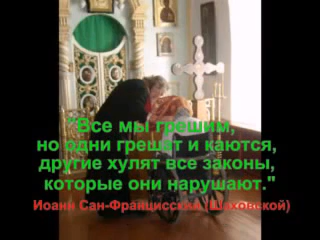 "Все мы грешим,
но одни грешат и каются,
другие хулят все законы,
которые они нарушают."
Иоанн Сан-Францисский (Шаховской)